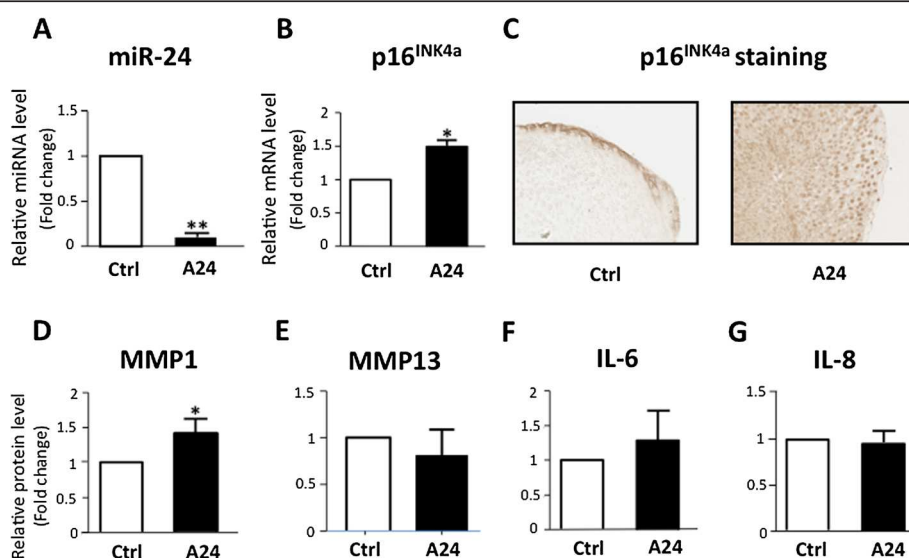 A
miR-24
Relative miRNA level
(Fold change)
1.5
1
0.5
0
**
Ctrl A24
B
p16INK4a
Relative mRNA level
(Fold change)
2
1.5
1
0.5
0
*
Ctrl A24
C
p16INK4a staining
Ctrl
A24
D
MMP1
Relative protein level
(Fold change)
2
1.5
1
0.5
0
*
Ctrl A24
E
MMP13
1.5
1
0.5
0
Ctrl A24
F
IL-6
2
1.5
1
0.5
0
Ctrl A24
G
IL-8
1.5
1
0.5
0
Ctrl A24